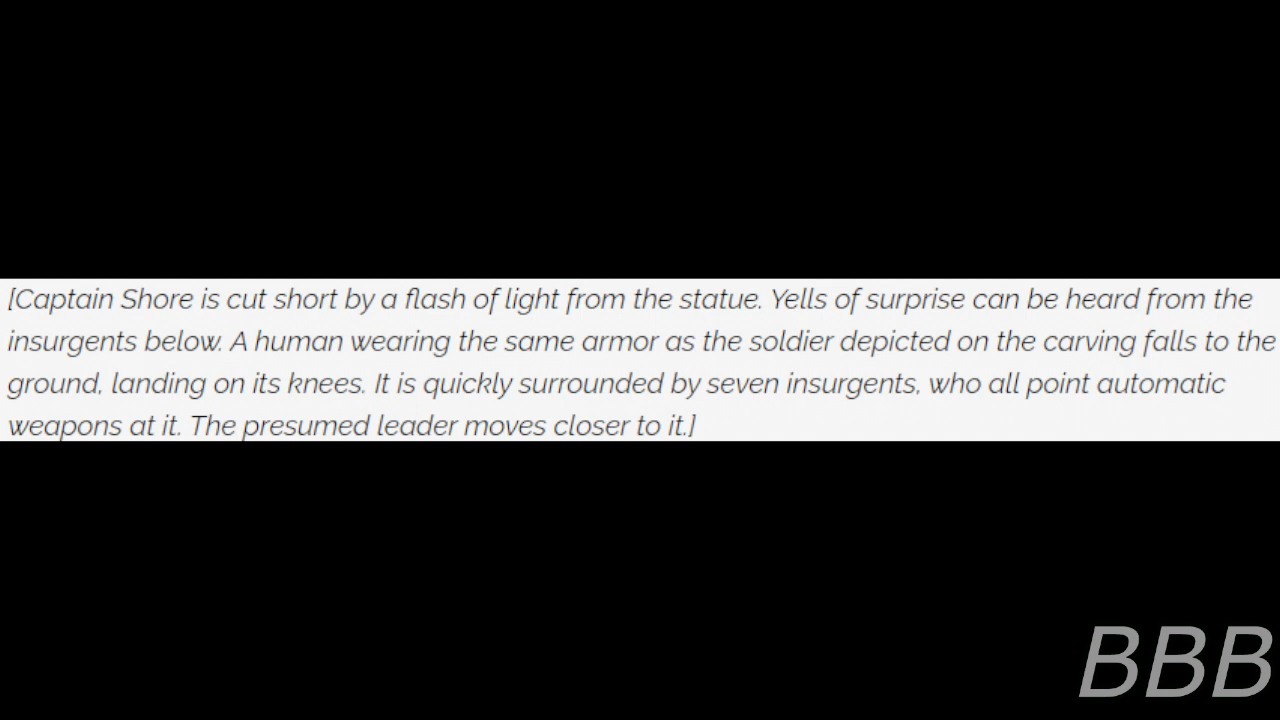 [Captain Shore is cut short by a flash of light from the statue. Yells of surprise can be heard from the
insurgents below. A human wearing the same armor as the soldier depicted on the carving falls to the
ground, landing on its knees. It is quickly surrounded by seven insurgents, who all point automatic
weapons at it. The presumed leader moves closer to it.]
BBB